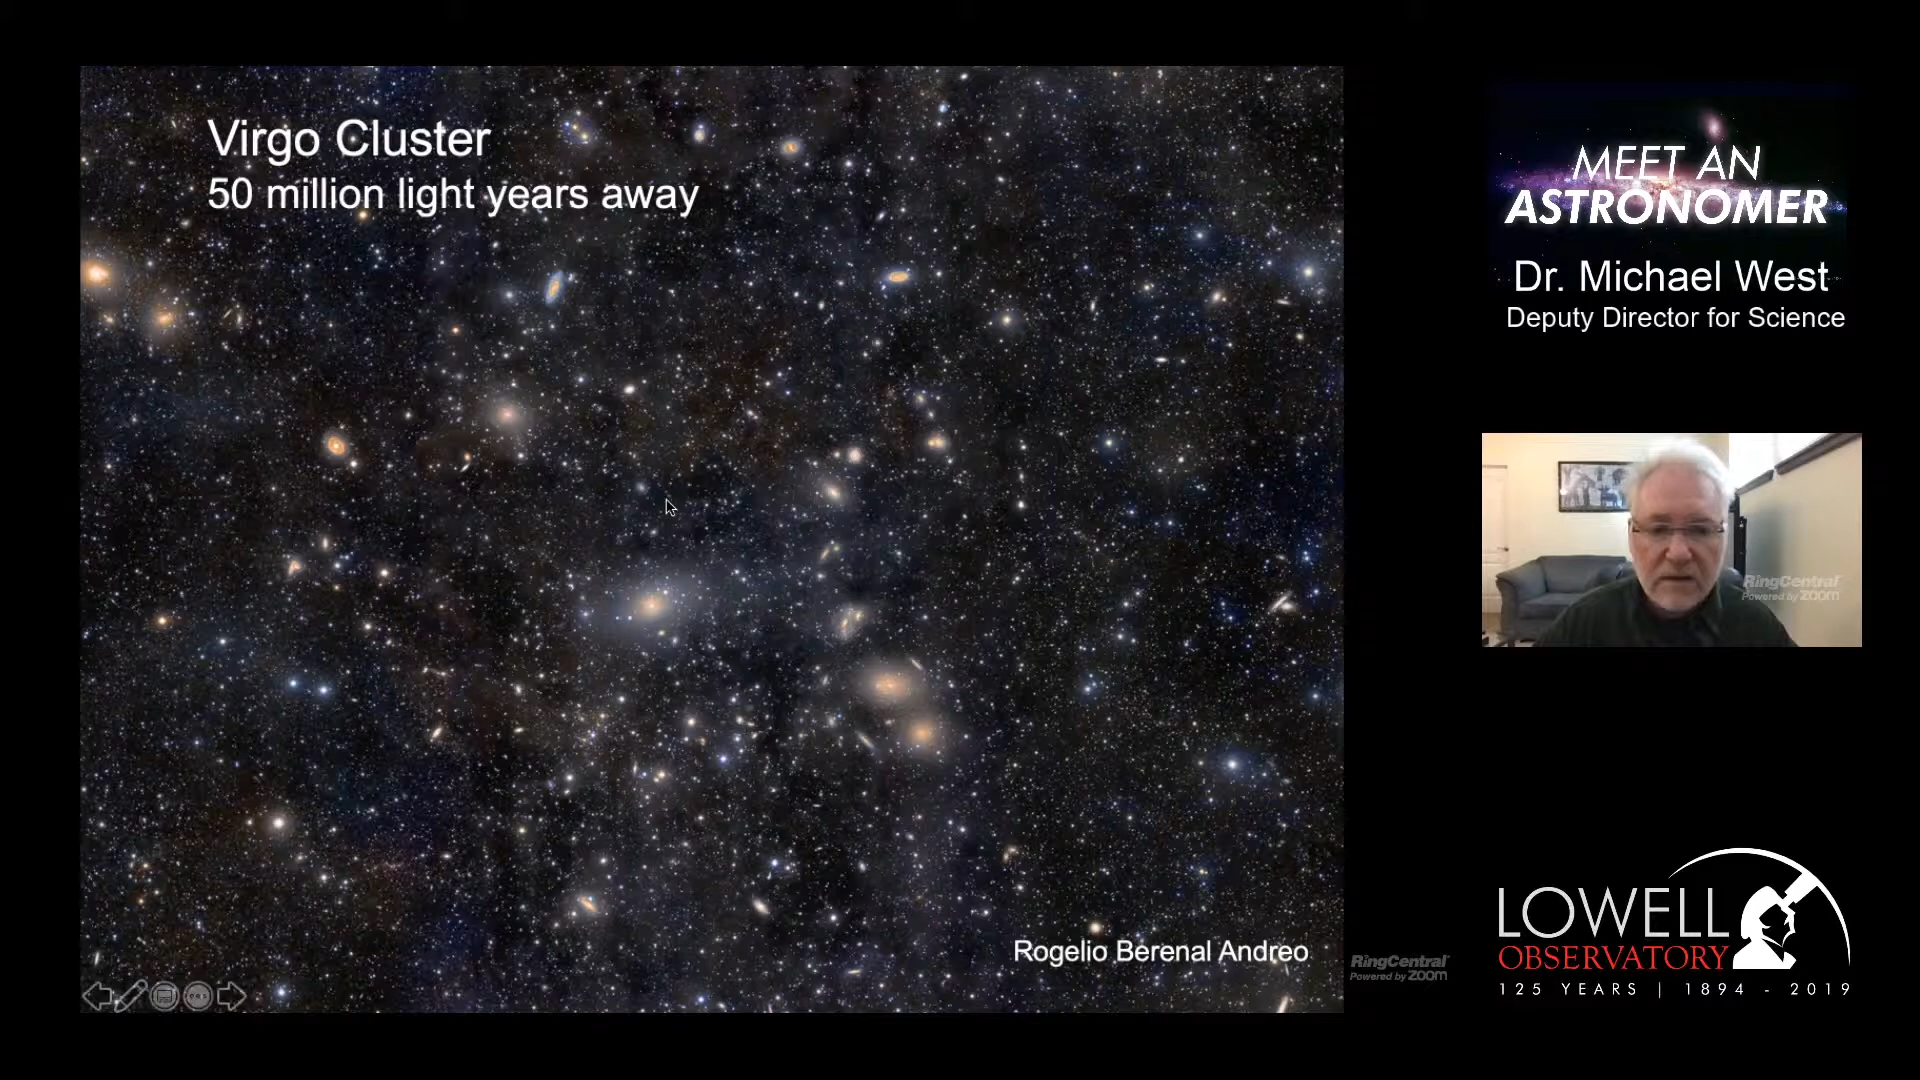 Virgo Cluster
50 million light years away
Rogelio Berenal Andreo
MEET AN
ASTRONOMER
Dr. Michael West
Deputy Director for Science
RingCentral
Powered by zoom
RingCentral
Powered by zoom
LOWELL
OBSERVATORY
125 YEARS | 1894 - 2019